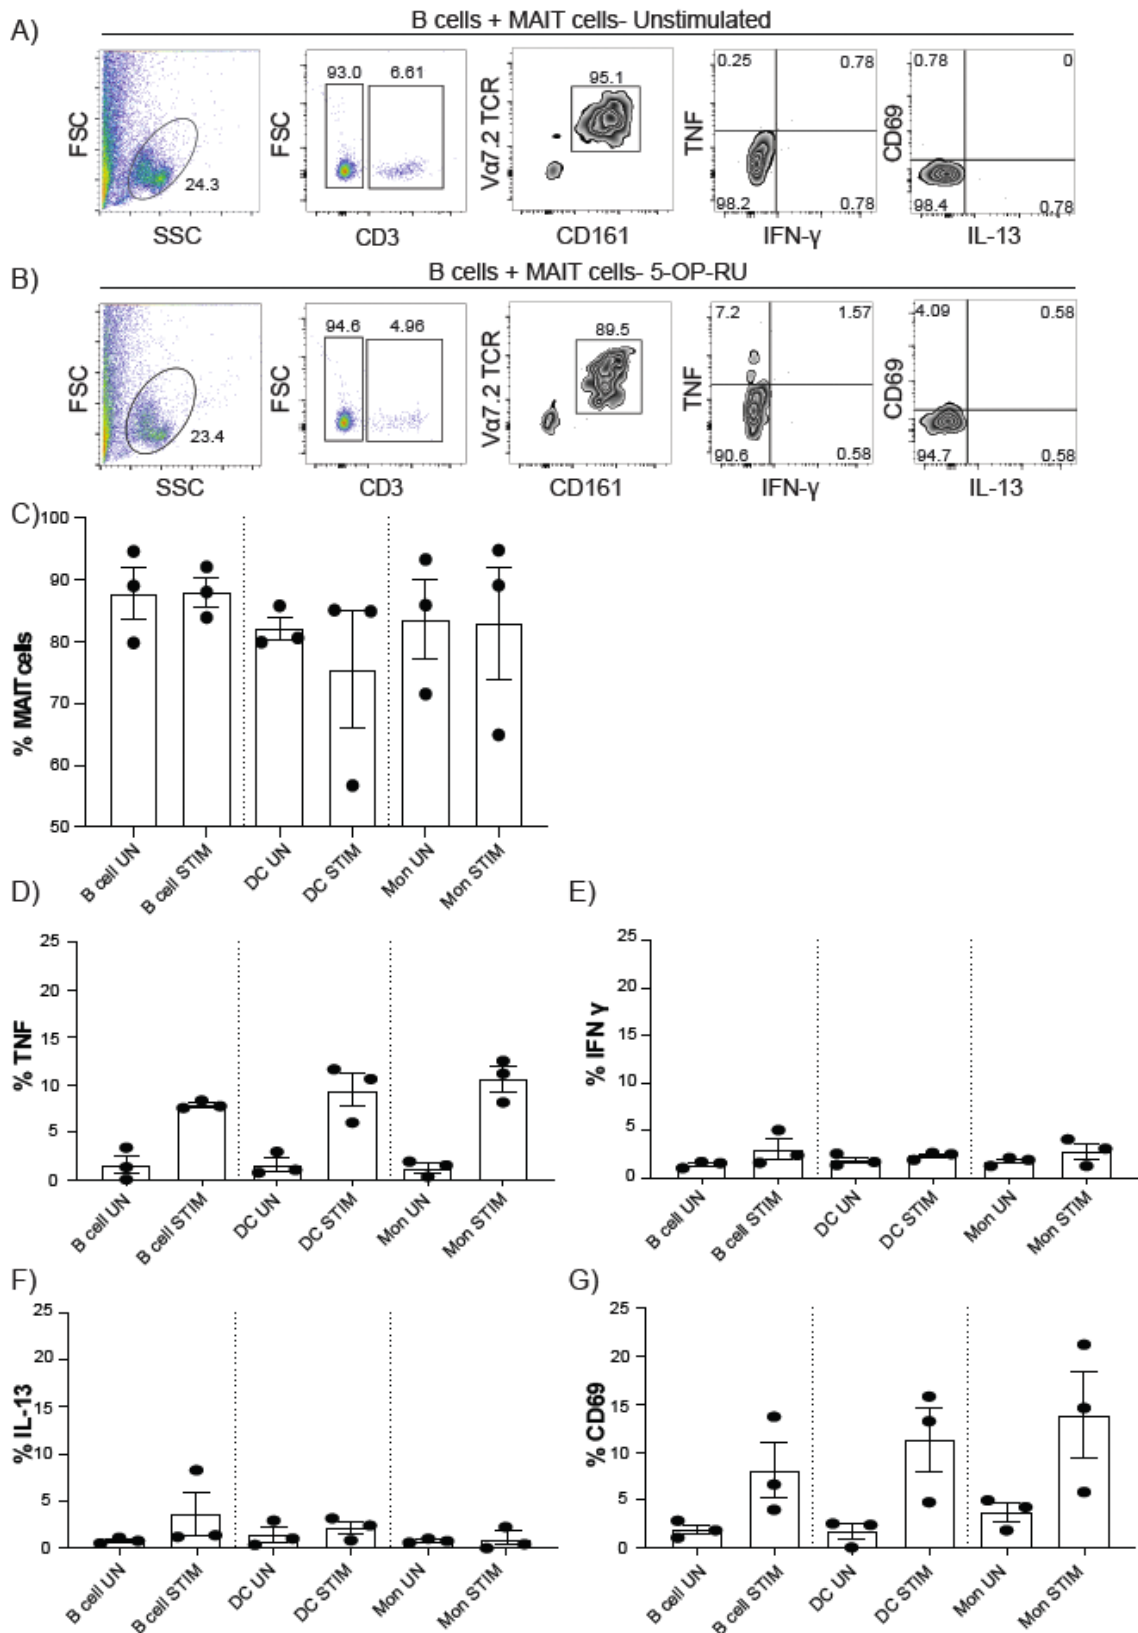 A)
B cells + MAIT cells- Unstimulated
FSC
24.3
SSC
FSC
93.0 6.61
CD3
Vα7.2 TCR
95.1
CD161
TNF
0.25 0.78
98.2 0.78
IFN-γ
CD69
0.78 0
98.4 0.78
IL-13
B)
B cells + MAIT cells- 5-OP-RU
FSC
23.4
SSC
FSC
94.6 4.96
CD3
Vα7.2 TCR
89.5
CD161
TNF
7.2 1.57
90.6 0.58
IFN-γ
CD69
4.09 0.58
94.7 0.58
IL-13
C)
% MAIT cells
100
90
80
70
60
50
B cell UN
B cell STIM
DC UN
DC STIM
Mon UN
Mon STIM
D)
% TNF
25
20
15
10
5
0
B cell UN
B cell STIM
DC UN
DC STIM
Mon UN
Mon STIM
E)
% IFN γ
25
20
15
10
5
0
B cell UN
B cell STIM
DC UN
DC STIM
Mon UN
Mon STIM
F)
% IL-13
25
20
15
10
5
0
B cell UN
B cell STIM
DC UN
DC STIM
Mon UN
Mon STIM
G)
% CD69
25
20
15
10
5
0
B cell UN
B cell STIM
DC UN
DC STIM
Mon UN
Mon STIM